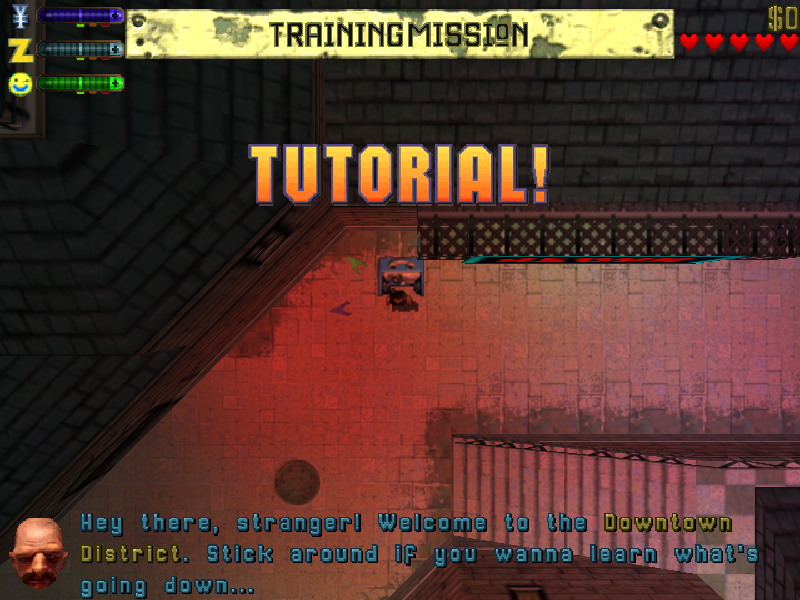 TRAINING MISSION
$0
TUTORIAL!
Hey there, stranger! Welcome to the Downtown
District. Stick around if you wanna learn what's
going down...